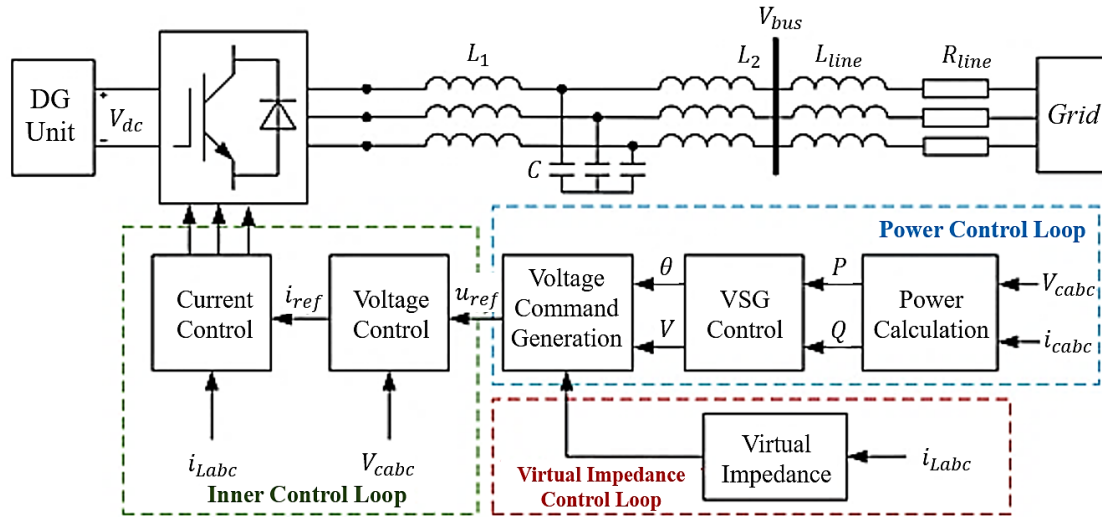 V_bus
L_1
L_2
L_line
R_line
DG
Unit
+
V_dc
-
C
Grid
Power Control Loop
Current
Control
i_ref
Voltage
Control
u_ref
Voltage
Command
Generation
θ
V
VSG
Control
P
Q
Power
Calculation
V_cabc
i_cabc
i_Labc
V_cabc
Inner Control Loop
Virtual Impedance
Control Loop
Virtual
Impedance
i_Labc